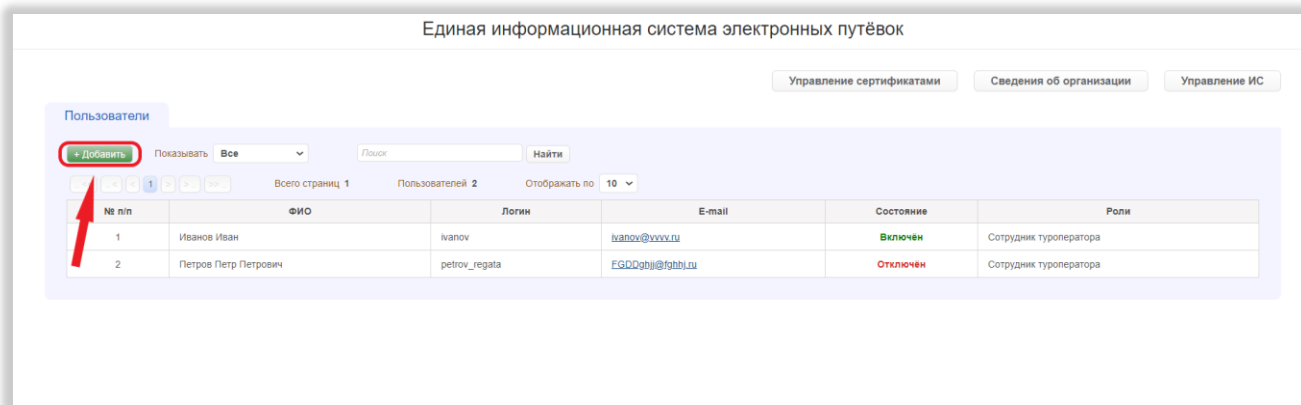 Единая информационная система электронных путёвок
Управление сертификатами Сведения об организации Управление ИС
Пользователи
+ Добавить Показывать Все Поиск Найти
< 1 > >> Всего страниц 1 Пользователей 2 Отображать по 10
№ п/п ФИО Логин E-mail Состояние Роли
1 Иванов Иван ivanov ivanov@vvvv.ru Включён Сотрудник туроператора
2 Петров Петр Петрович petrov_regata FGDDghjj@fghhj.ru Отключён Сотрудник туроператора